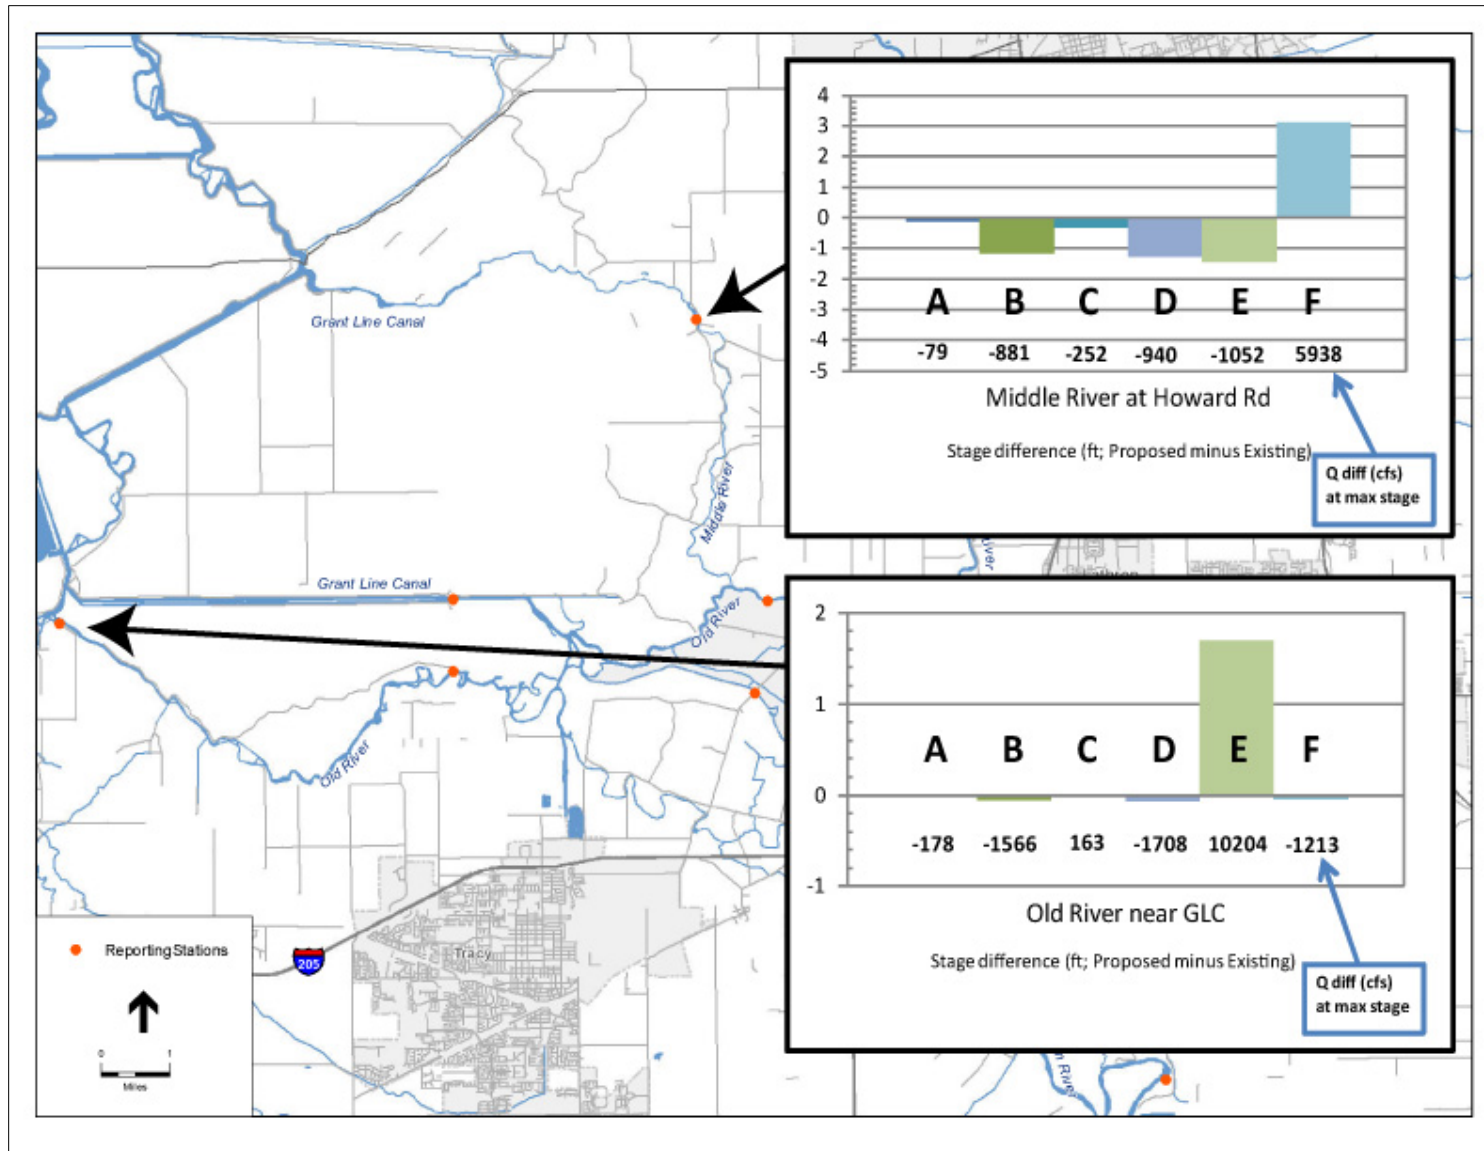 4
3
2
1
0
-1
-2
-3
-4
-5
A B C D E F
-79 -881 -252 -940 -1052 5938
Middle River at Howard Rd
Stage difference (ft; Proposed minus Existing)
Q diff (cfs)
at max stage
Grant Line Canal
Middle River
Grant Line Canal
Old River
Old River
2
1
0
-1
A B C D E F
-178 -1566 163 -1708 10204 -1213
Old River near GLC
Stage difference (ft; Proposed minus Existing)
Q diff (cfs)
at max stage
Reporting Stations
0 1
Miles
205
Tracy
River